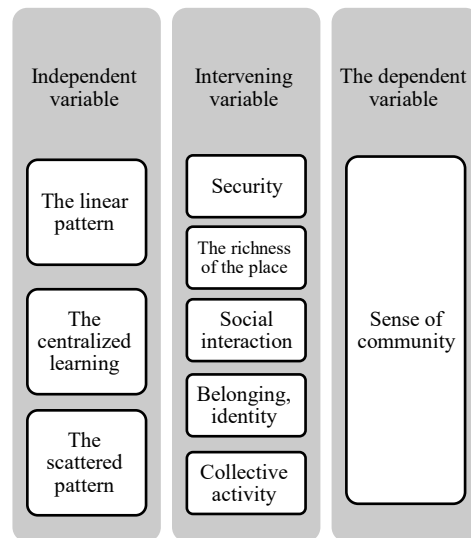 Independent
variable
The linear
pattern
The
centralized
learning
The
scattered
pattern
Intervening
variable
Security
The richness
of the place
Social
interaction
Belonging,
identity
Collective
activity
The dependent
variable
Sense of
community